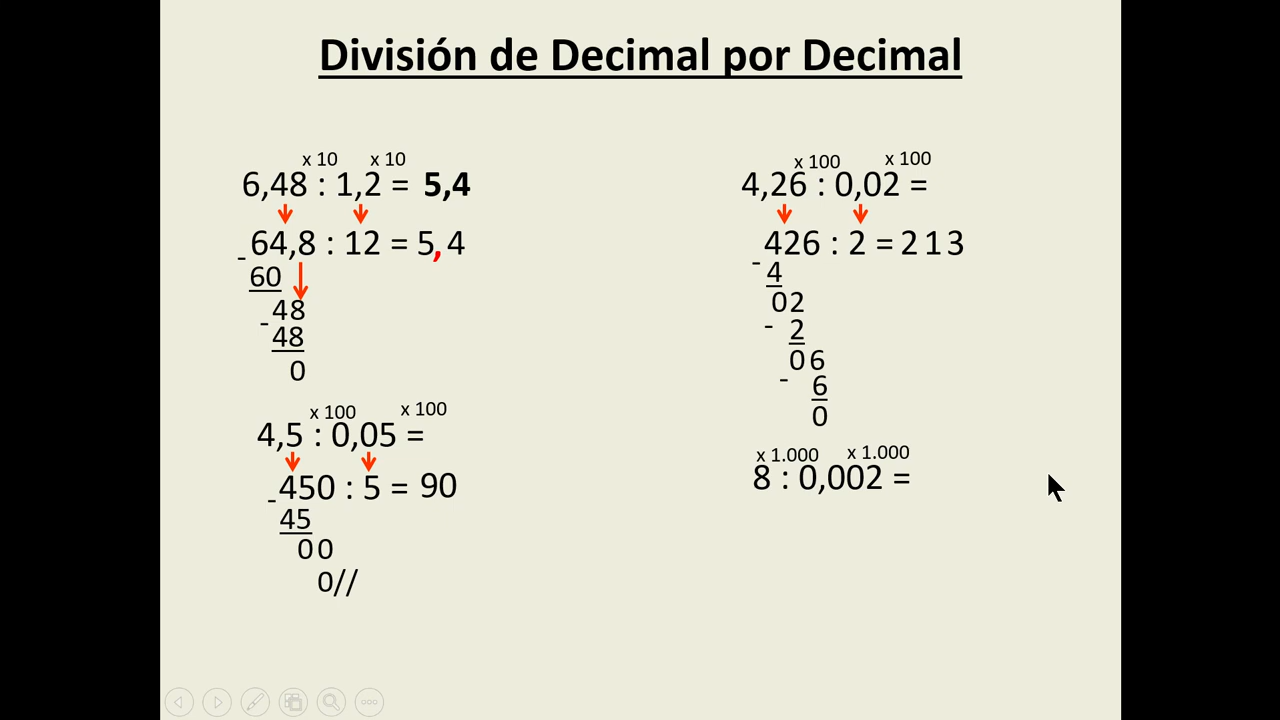 División de Decimal por Decimal
x 10 x 10
6,48 : 1,2 = 5,4
64,8 : 12 = 5,4
- 60
48
- 48
0
x 100 x 100
4,5 : 0,05 =
450 : 5 = 90
- 45
00
0//
x 100 x 100
4,26 : 0,02 =
426 : 2 = 213
- 4
02
- 2
06
- 6
0
x 1.000 x 1.000
8 : 0,002 =